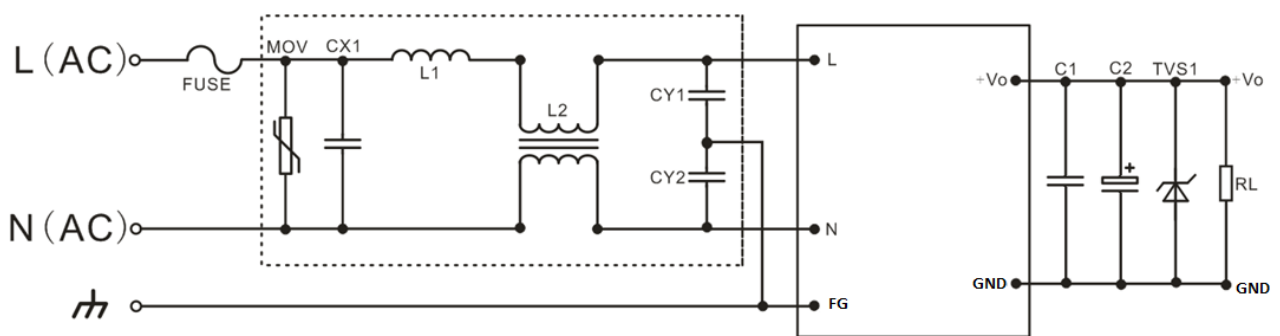 L(AC)
FUSE
MOV
CX1
L1
L2
CY1
CY2
N(AC)
L
N
FG
+Vo
GND
C1
C2
TVS1
+Vo
+
RL
GND